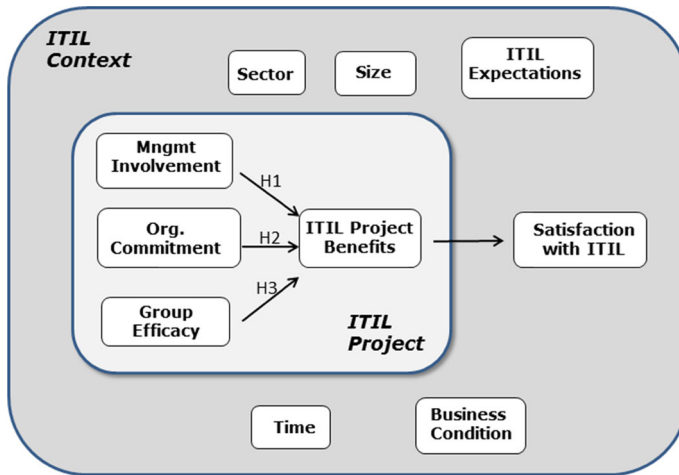 ITIL
Context
Sector
Size
ITIL
Expectations
Mngmt
Involvement
H1
Org.
Commitment
H2
ITIL Project
Benefits
Satisfaction
with ITIL
H3
Group
Efficacy
ITIL
Project
Time
Business
Condition